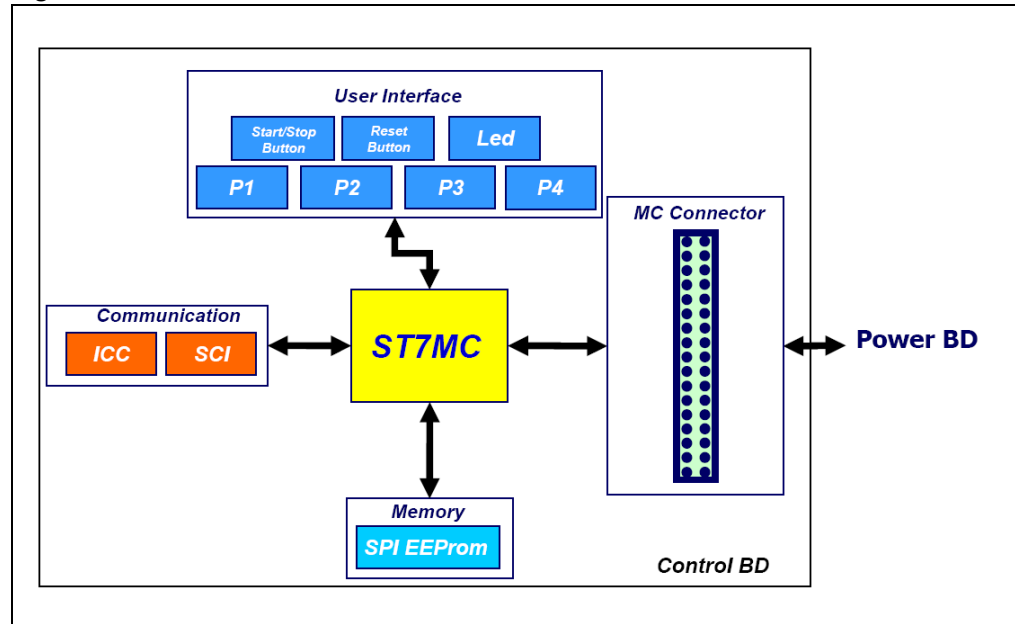 User Interface
Start/Stop
Button
Reset
Button
Led
P1
P2
P3
P4
MC Connector
Communication
ICC
SCI
ST7MC
Power BD
Memory
SPI EEProm
Control BD